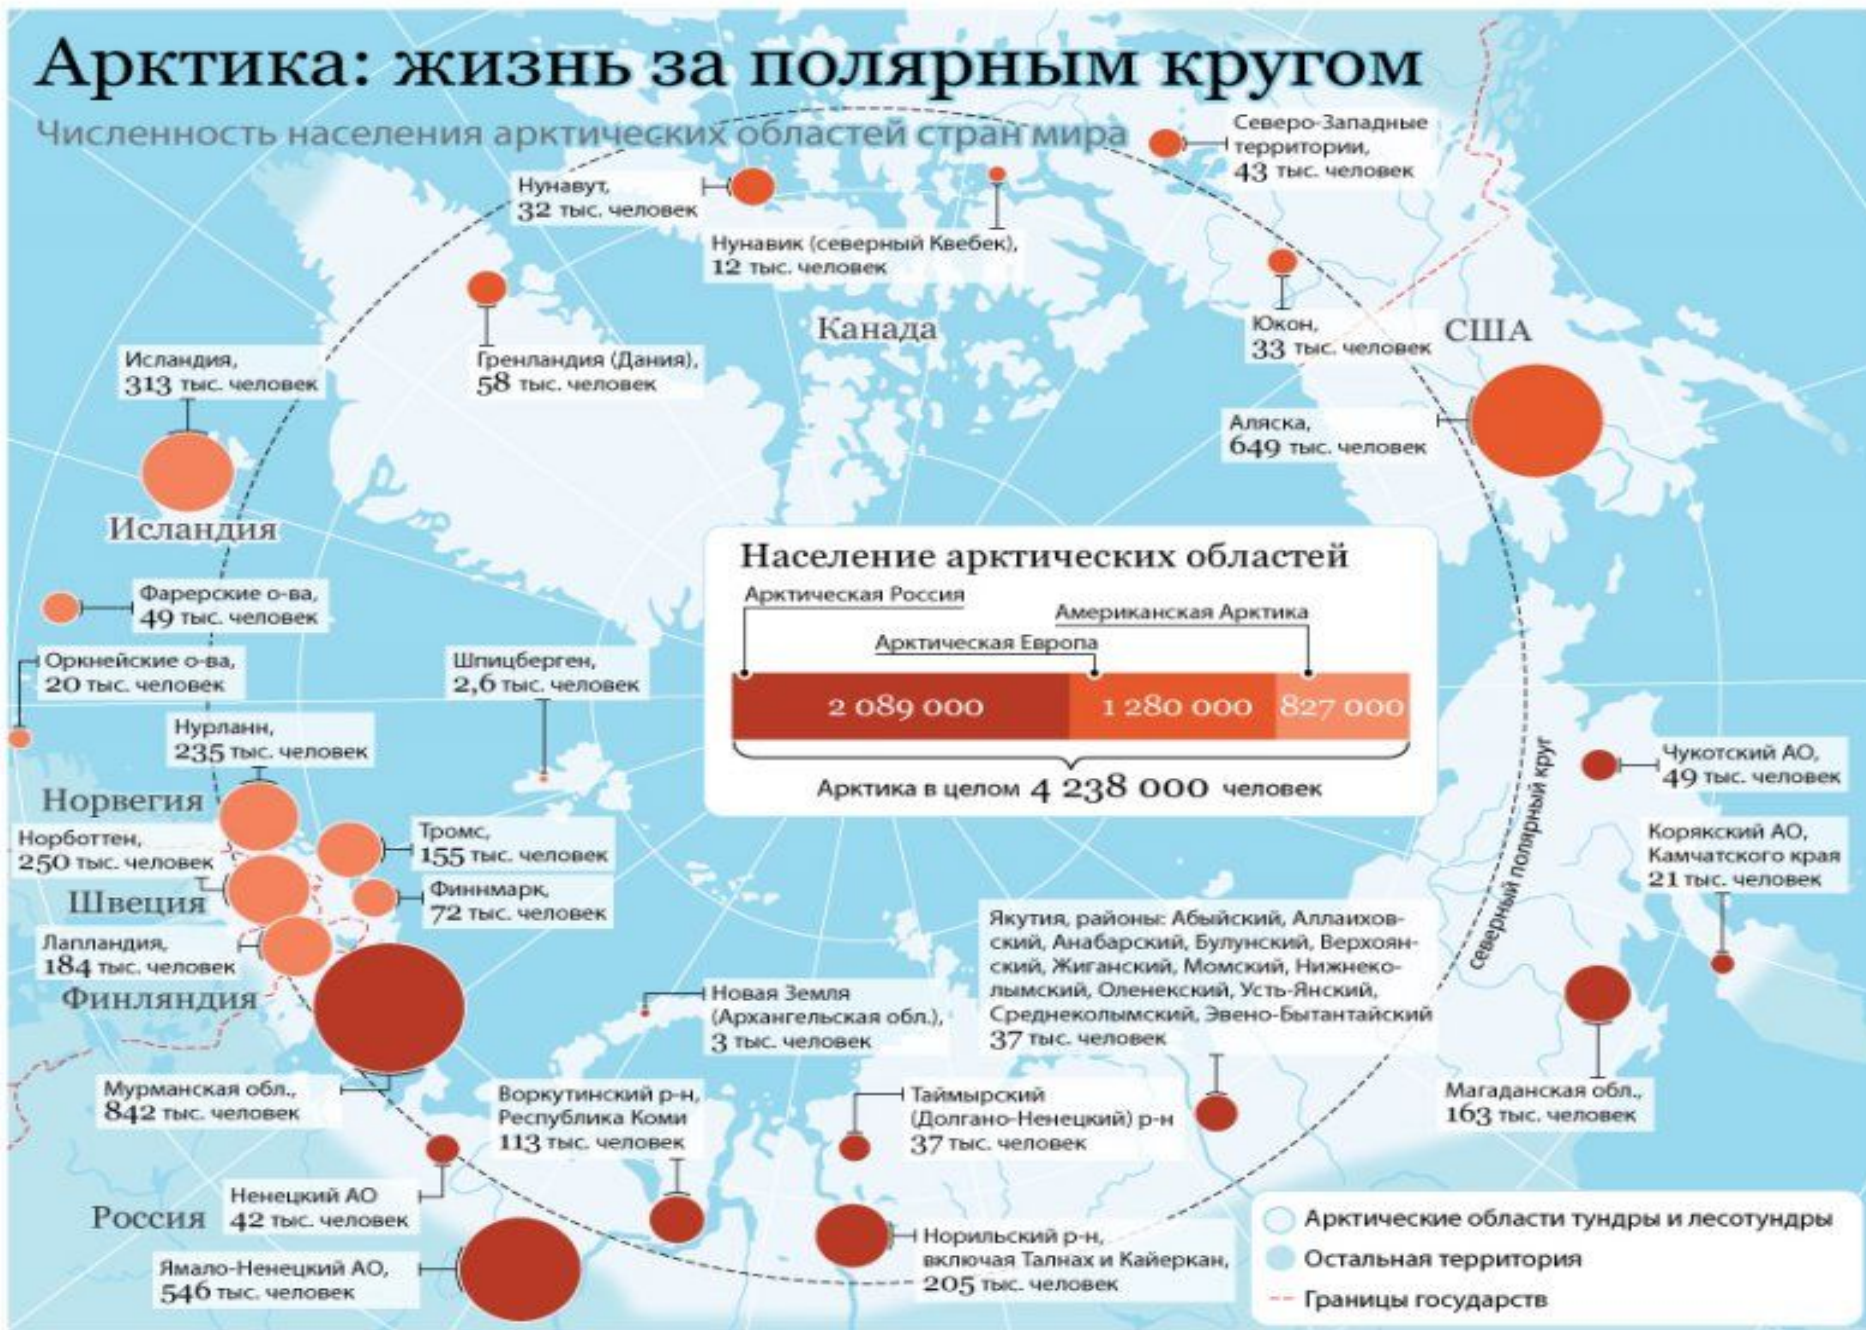 Арктика: жизнь за полярным кругом
Численность населения арктических областей стран мира
Северо-Западные
территории,
43 тыс. человек
Нунавут,
32 тыс. человек
Нунавик (северный Квебек),
12 тыс. человек
Канада
Юкон,
33 тыс. человек
США
Исландия,
313 тыс. человек
Гренландия (Дания),
58 тыс. человек
Аляска,
649 тыс. человек
Исландия
Население арктических областей
Арктическая Россия
Американская Арктика
Арктическая Европа
2 089 000
1 280 000
827 000
Арктика в целом 4 238 000 человек
Фарерские о-ва,
49 тыс. человек
Оркнейские о-ва,
20 тыс. человек
Шпицберген,
2,6 тыс. человек
Нурланн,
235 тыс. человек
Норвегия
Норботтен,
250 тыс. человек
Тромс,
155 тыс. человек
Швеция
Финнмарк,
72 тыс. человек
Лапландия,
184 тыс. человек
Финляндия
северный полярный круг
Чукотский АО,
49 тыс. человек
Корякский АО,
Камчатского края
21 тыс. человек
Якутия, районы: Абыйский, Аллаихов-
ский, Анабарский, Булунский, Верхоян-
ский, Жиганский, Момский, Нижнеко-
лымский, Оленекский, Усть-Янский,
Среднеколымский, Эвено-Бытантайский
37 тыс. человек
Новая Земля
(Архангельская обл.),
3 тыс. человек
Мурманская обл.,
842 тыс. человек
Воркутинский р-н,
Республика Коми
113 тыс. человек
Таймырский
(Долгано-Ненецкий) р-н
37 тыс. человек
Магаданская обл.,
163 тыс. человек
Россия
Ненецкий АО
42 тыс. человек
Ямало-Ненецкий АО,
546 тыс. человек
Норильский р-н,
включая Талнах и Кайеркан,
205 тыс. человек
Арктические области тундры и лесотундры
Остальная территория
Границы государств